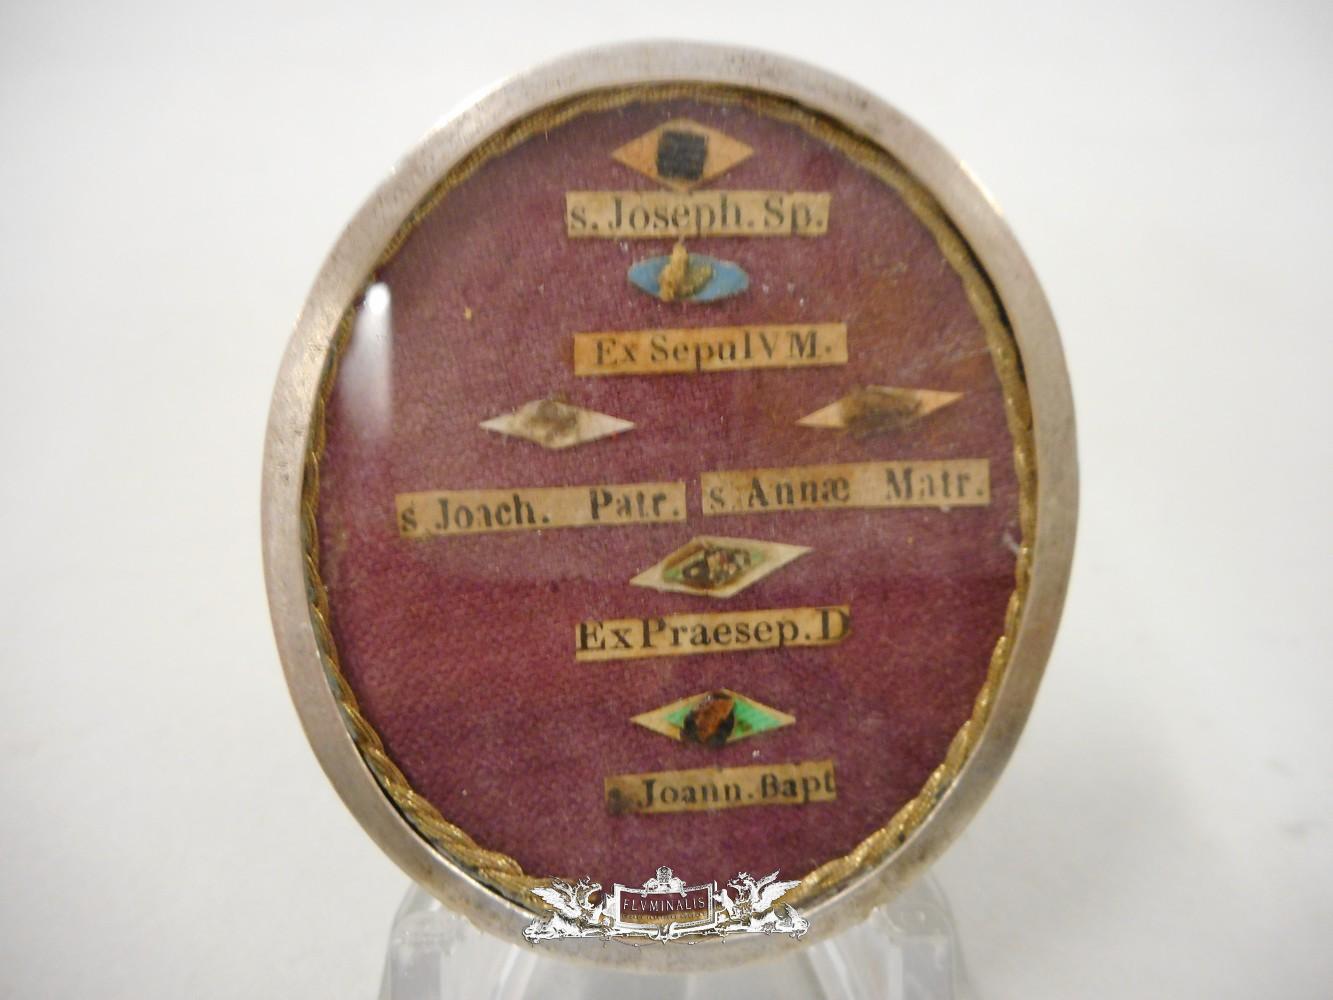 s. Joseph. Sp.
Ex Sepul V M.
s Joach. Patr. s. Annæ Matr.
Ex Praesep. D
s. Joann. Bapt
FLVMINALIS